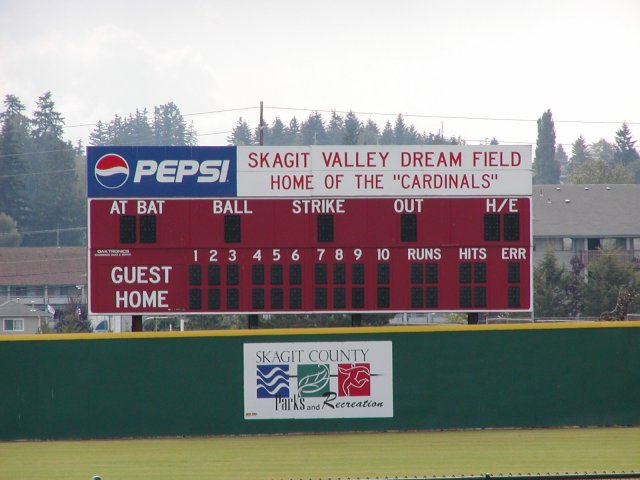 PEPSI
SKAGIT VALLEY DREAM FIELD
HOME OF THE "CARDINALS"
AT BAT BALL STRIKE OUT H/E
1 2 3 4 5 6 7 8 9 10 RUNS HITS ERR
GUEST
HOME
SKAGIT COUNTY
Parks and Recreation